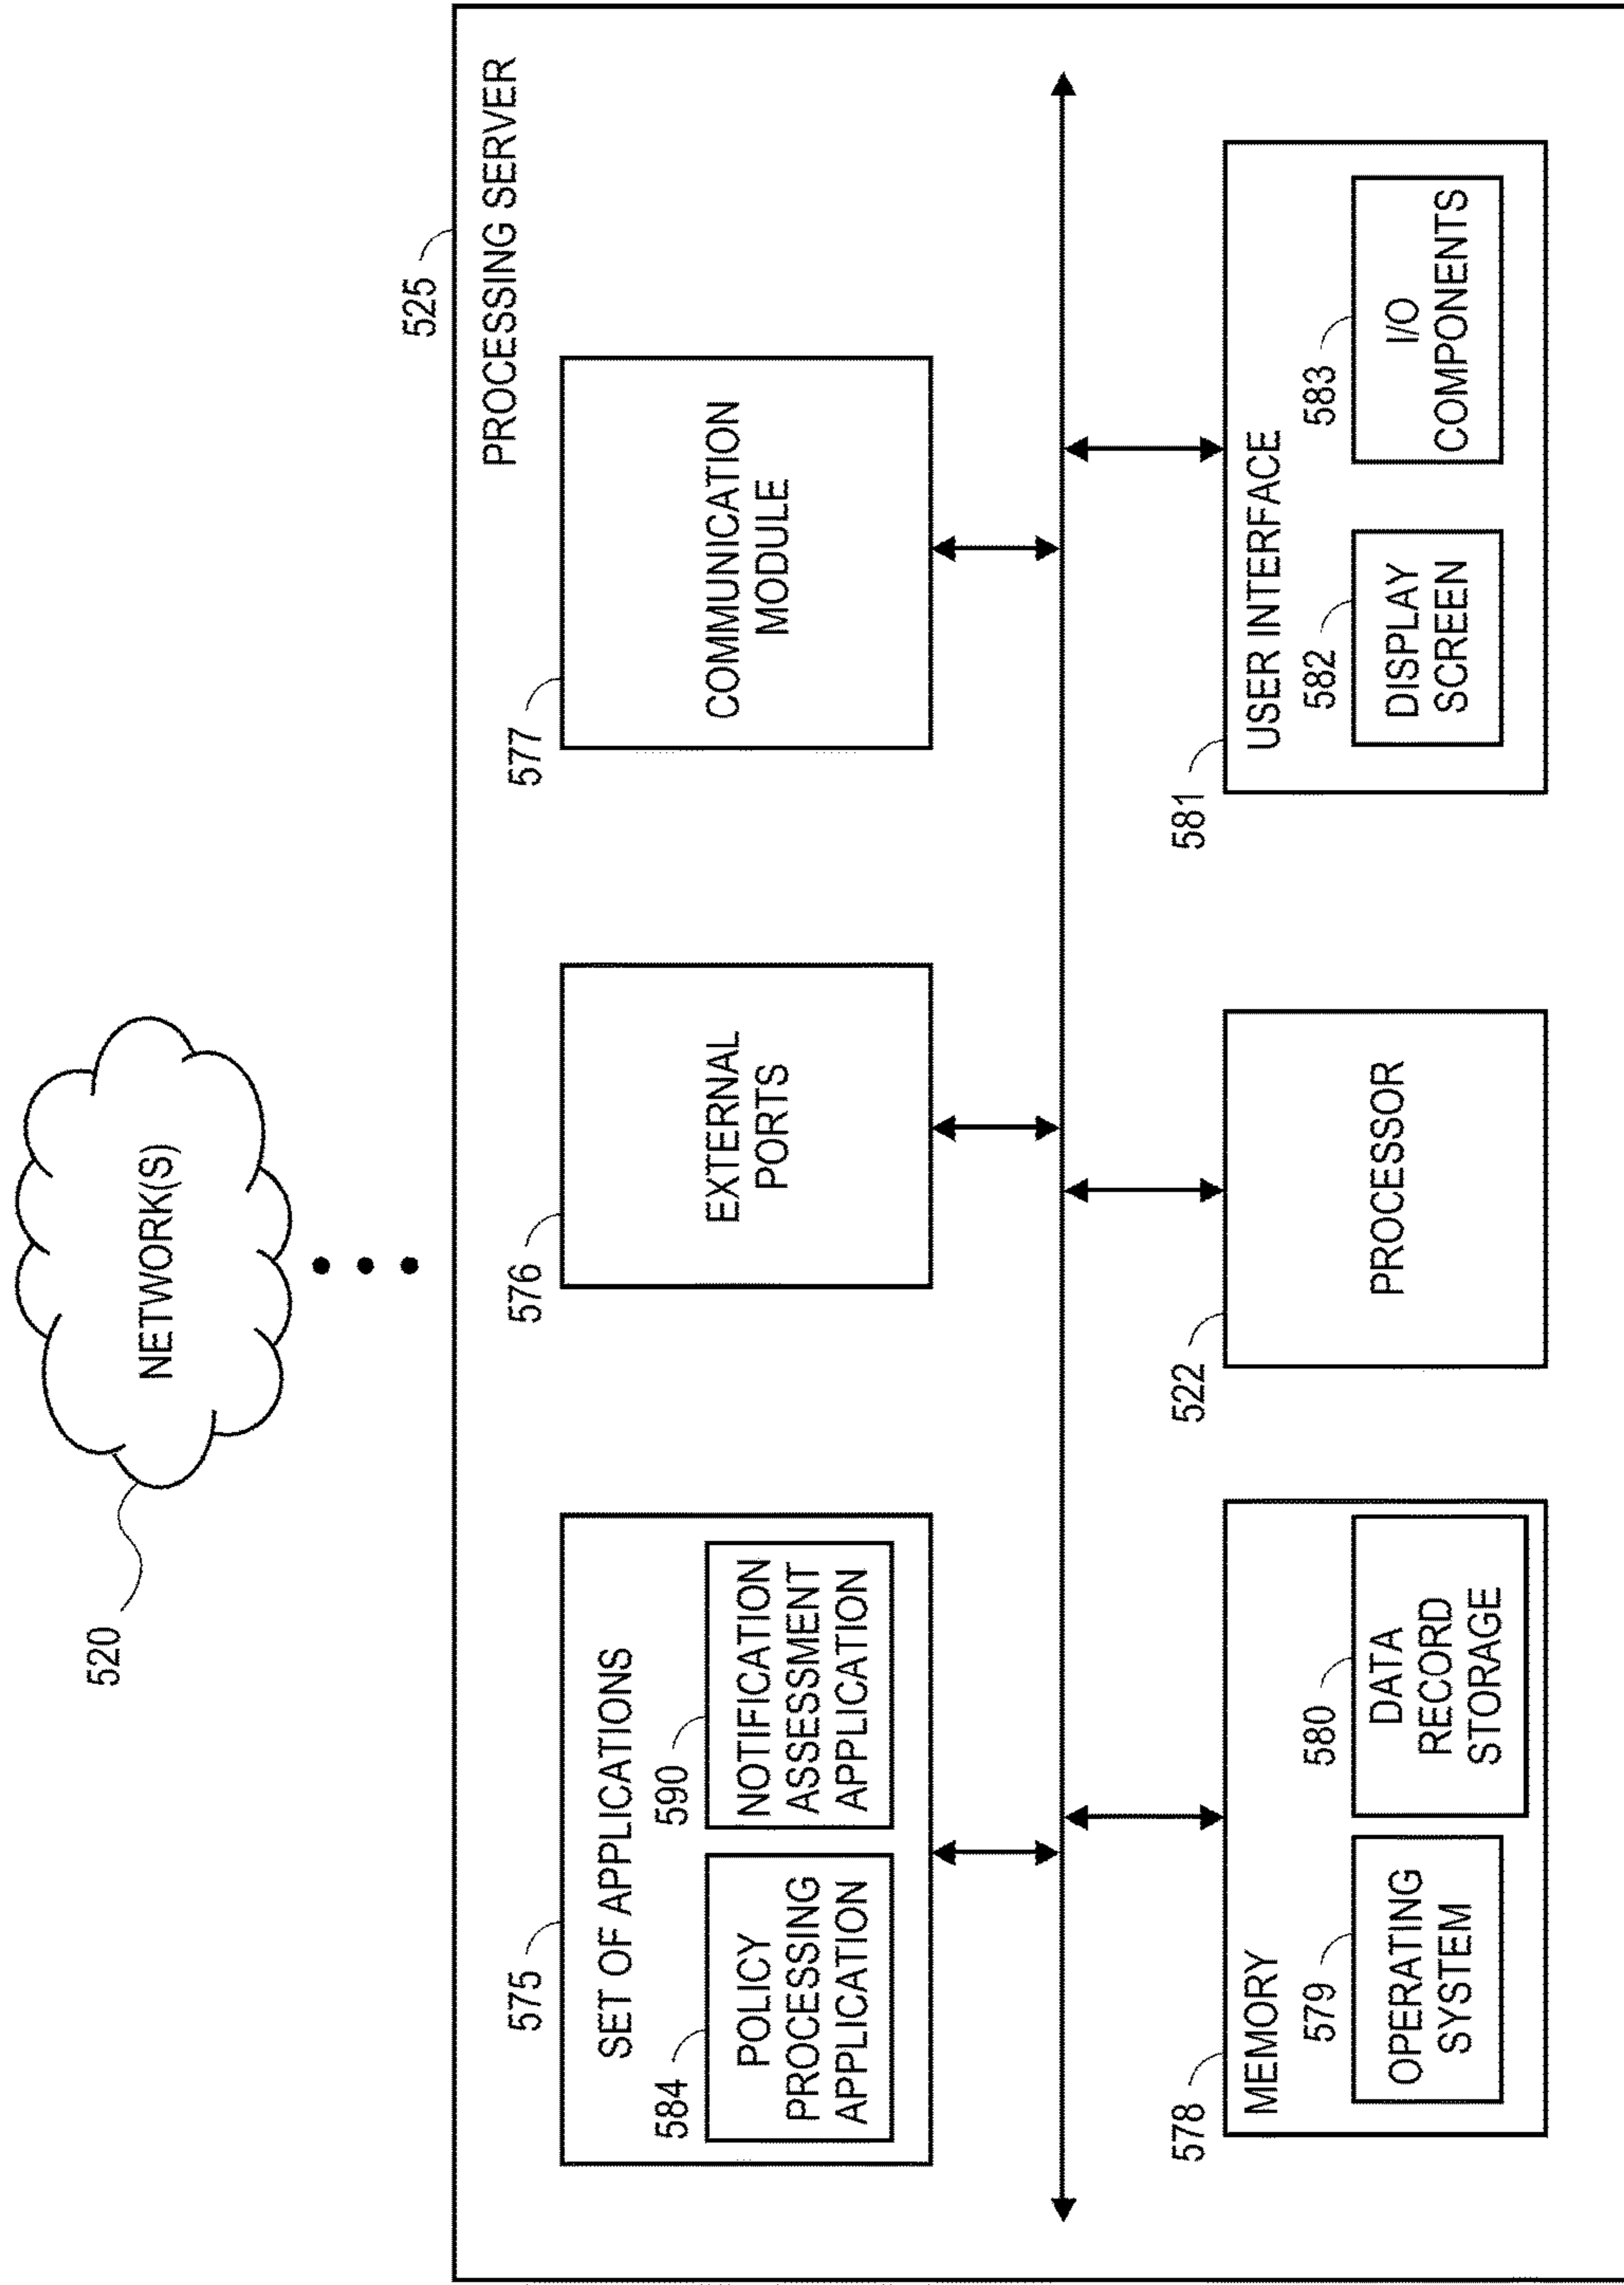 NETWORK(S)
520
525
PROCESSING SERVER
575
SET OF APPLICATIONS
584
POLICY
PROCESSING
APPLICATION
590
NOTIFICATION
ASSESSMENT
APPLICATION
576
EXTERNAL
PORTS
577
COMMUNICATION
MODULE
578
MEMORY
579
OPERATING
SYSTEM
580
DATA
RECORD
STORAGE
522
PROCESSOR
581
USER INTERFACE
582
DISPLAY
SCREEN
583
I/O
COMPONENTS